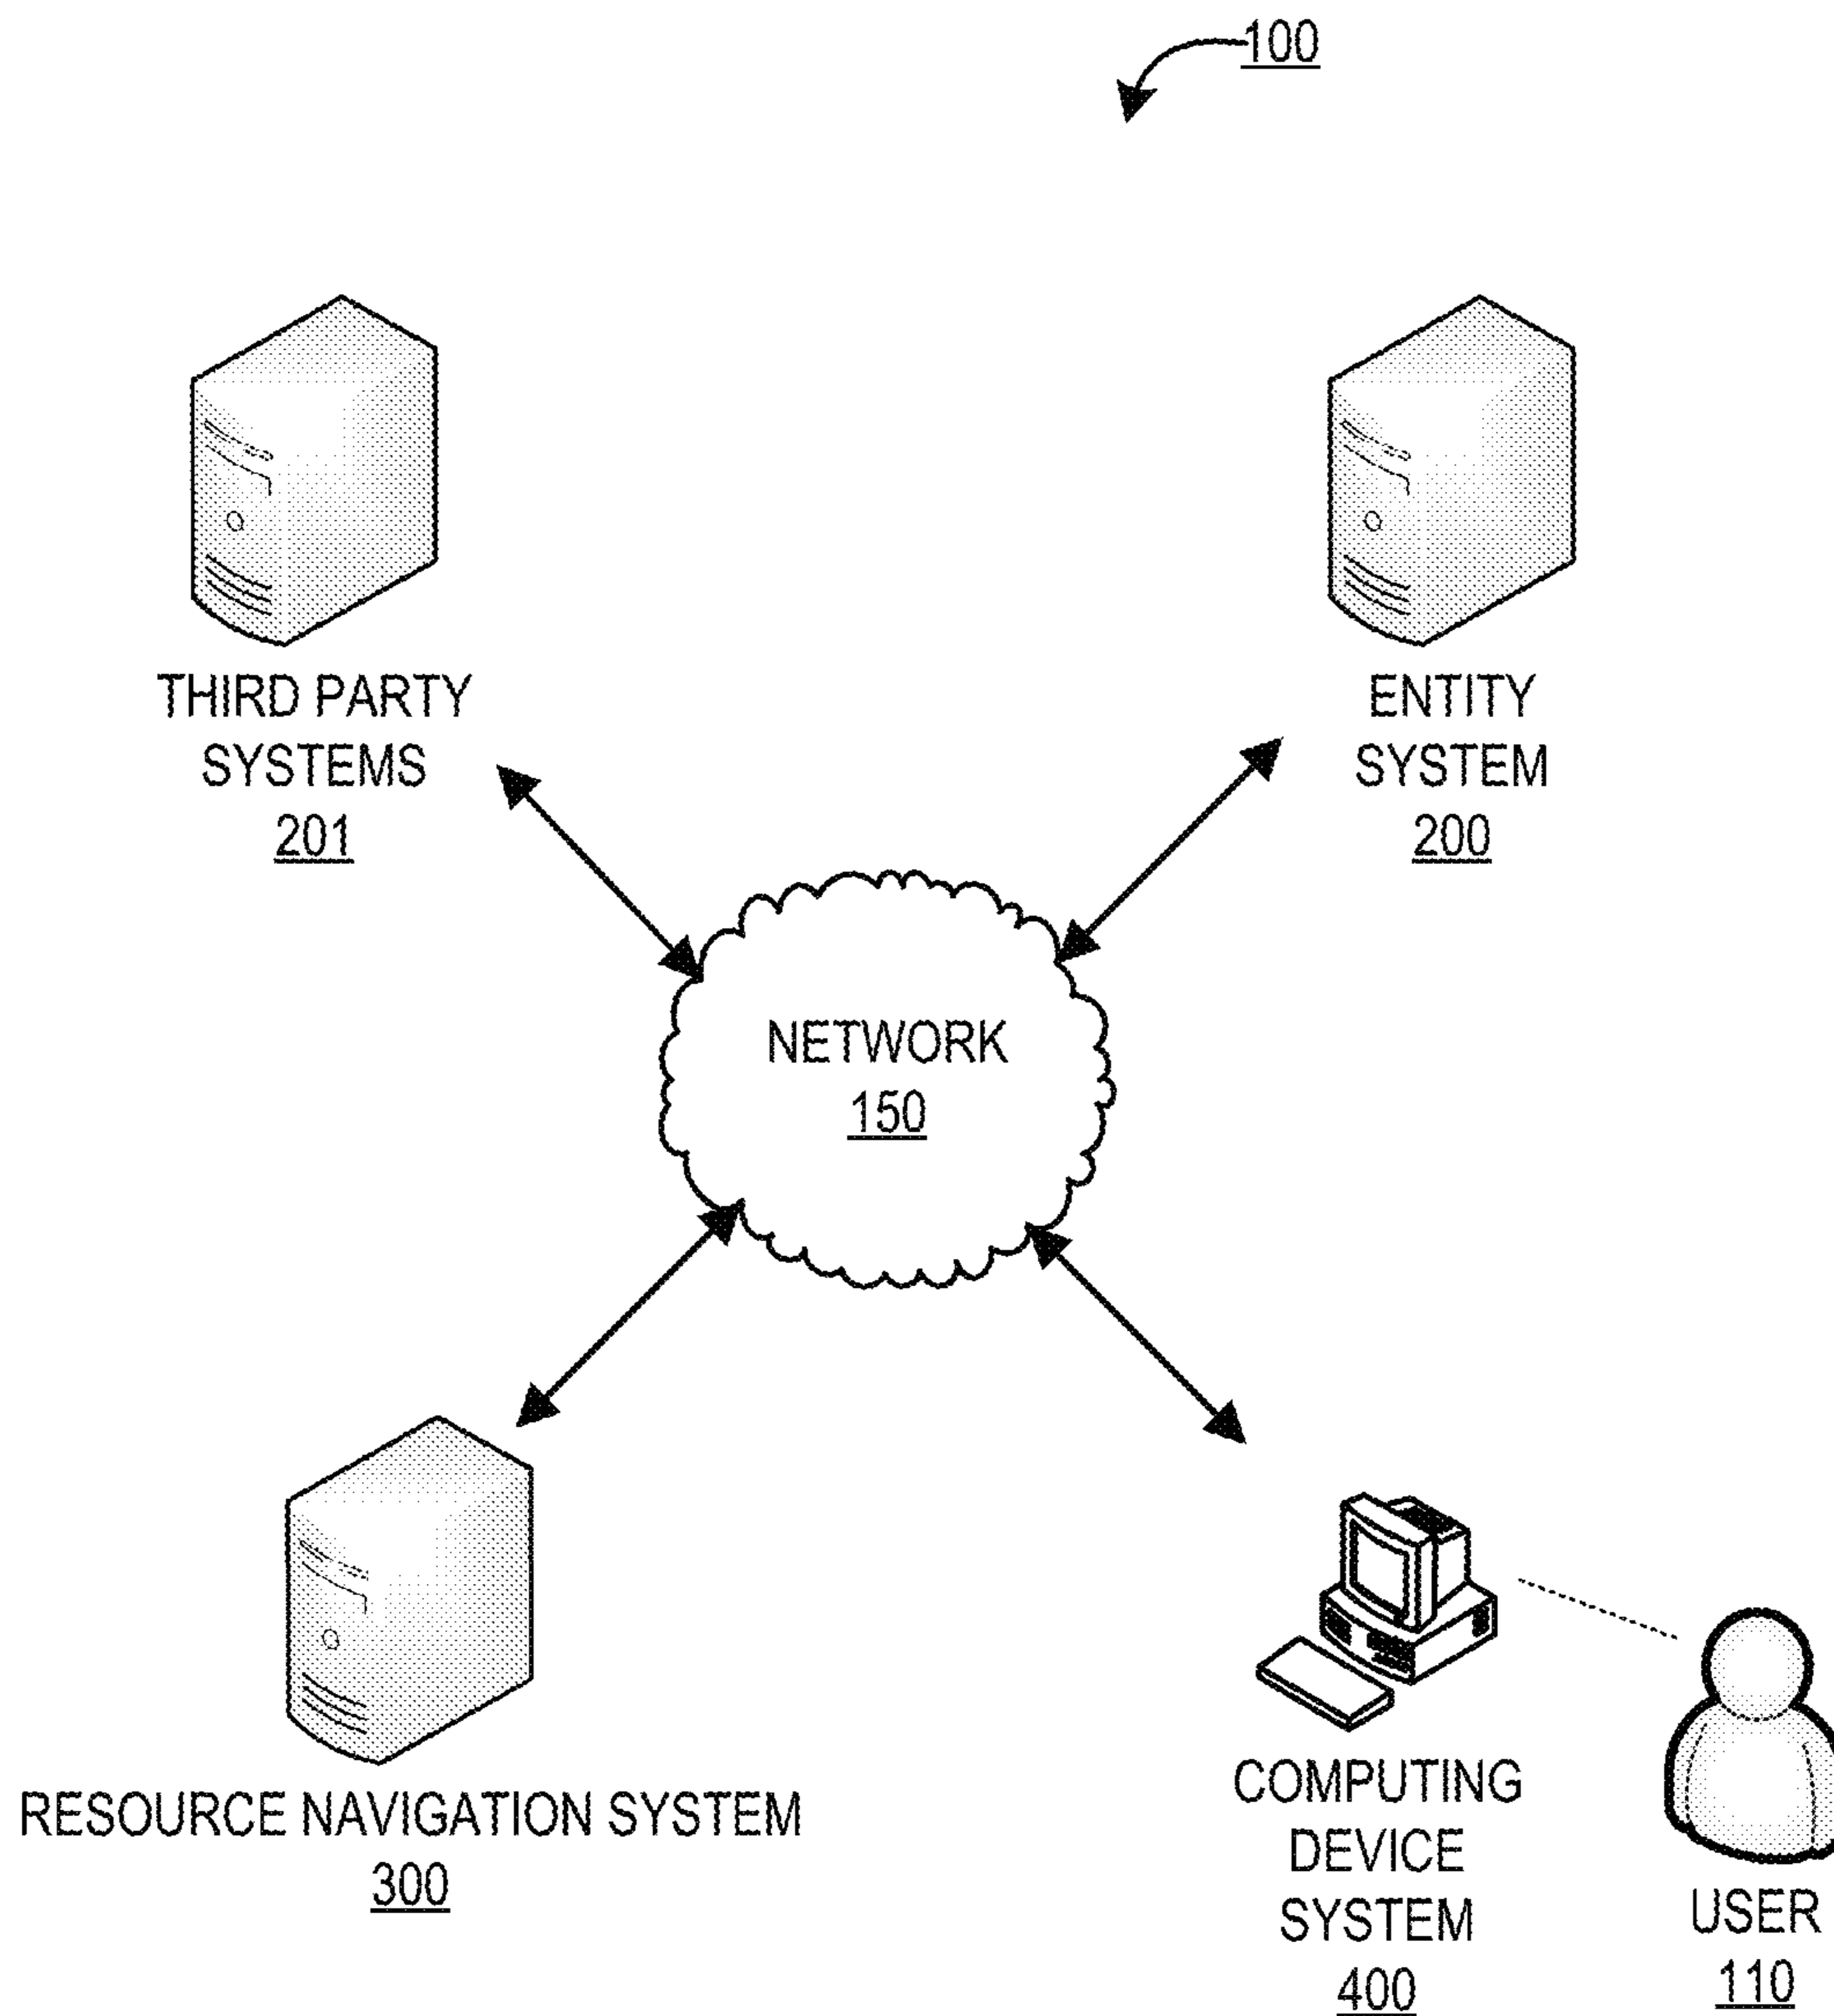 100
THIRD PARTY
SYSTEMS
201
ENTITY
SYSTEM
200
NETWORK
150
RESOURCE NAVIGATION SYSTEM
300
COMPUTING
DEVICE
SYSTEM
400
USER
110